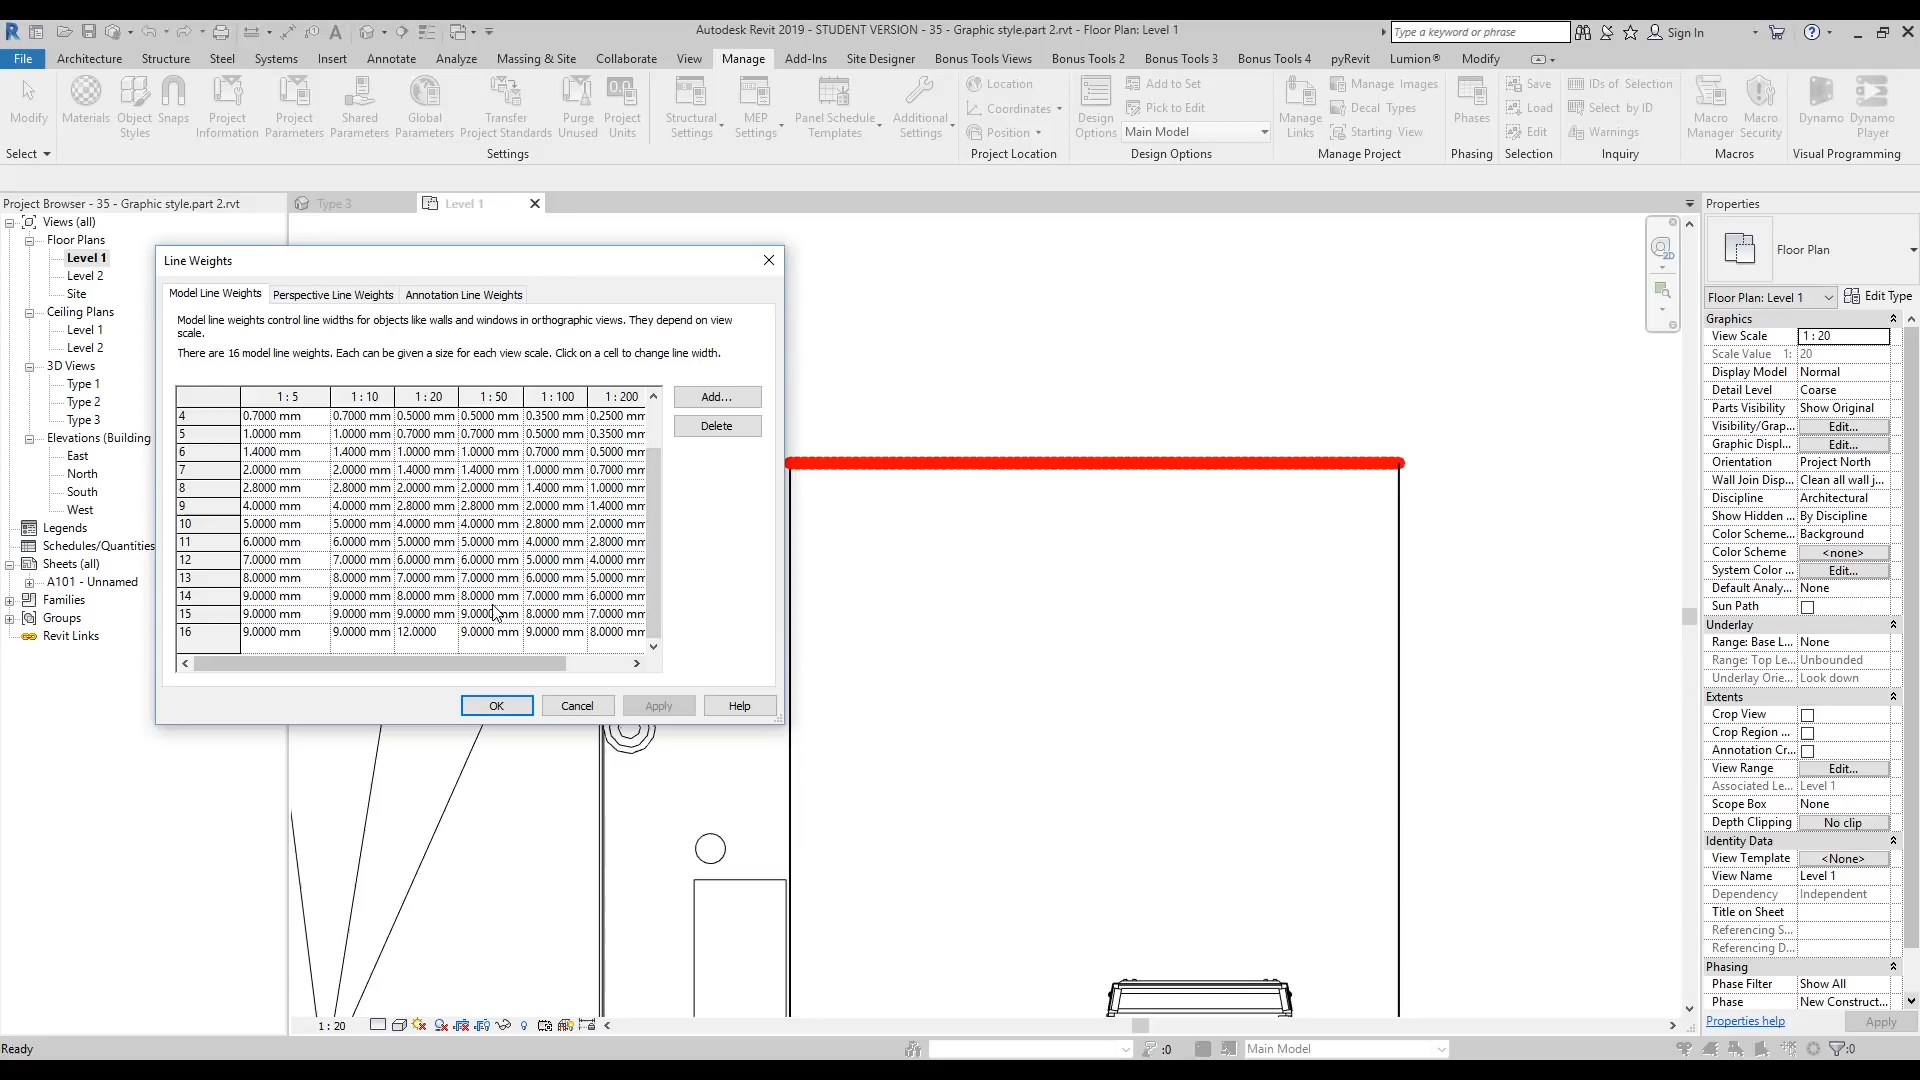 Autodesk Revit 2019 - STUDENT VERSION - 35 - Graphic style.part 2.rvt - Floor Plan: Level 1
Type a keyword or phrase
Sign In
File Architecture Structure Steel Systems Insert Annotate Analyze Massing & Site Collaborate View Manage Add-Ins Site Designer Bonus Tools Views Bonus Tools 2 Bonus Tools 3 Bonus Tools 4 pyRevit Lumion® Modify
Modify
Materials
Object Styles
Snaps
Project Information
Project Parameters
Shared Parameters
Global Parameters
Transfer Project Standards
Purge Unused
Project Units
Structural Settings
MEP Settings
Panel Schedule Templates
Additional Settings
Location
Coordinates
Position
Design Options
Add to Set
Pick to Edit
Main Model
Manage Links
Manage Images
Decal Types
Starting View
Phases
Save
Load
Edit
IDs of Selection
Select by ID
Warnings
Macro Manager
Macro Security
Dynamo
Dynamo Player
Select Settings Project Location Design Options Manage Project Phasing Selection Inquiry Macros Visual Programming
Project Browser - 35 - Graphic style.part 2.rvt
Views (all)
Floor Plans
Level 1
Level 2
Site
Ceiling Plans
Level 1
Level 2
3D Views
Type 1
Type 2
Type 3
Elevations (Building
East
North
South
West
Legends
Schedules/Quantities
Sheets (all)
A101 - Unnamed
Families
Groups
Revit Links
Type 3
Level 1
Line Weights
Model Line Weights Perspective Line Weights Annotation Line Weights
Model line weights control line widths for objects like walls and windows in orthographic views. They depend on view
scale.
There are 16 model line weights. Each can be given a size for each view scale. Click on a cell to change line width.
1 : 5 1 : 10 1 : 20 1 : 50 1 : 100 1 : 200
4 0.7000 mm 0.7000 mm 0.5000 mm 0.5000 mm 0.3500 mm 0.2500 mm
5 1.0000 mm 1.0000 mm 0.7000 mm 0.7000 mm 0.5000 mm 0.3500 mm
6 1.4000 mm 1.4000 mm 1.0000 mm 1.0000 mm 0.7000 mm 0.5000 mm
7 2.0000 mm 2.0000 mm 1.4000 mm 1.4000 mm 1.0000 mm 0.7000 mm
8 2.8000 mm 2.8000 mm 2.0000 mm 2.0000 mm 1.4000 mm 1.0000 mm
9 4.0000 mm 4.0000 mm 2.8000 mm 2.8000 mm 2.0000 mm 1.4000 mm
10 5.0000 mm 5.0000 mm 4.0000 mm 4.0000 mm 2.8000 mm 2.0000 mm
11 6.0000 mm 6.0000 mm 5.0000 mm 5.0000 mm 4.0000 mm 2.8000 mm
12 7.0000 mm 7.0000 mm 6.0000 mm 6.0000 mm 5.0000 mm 4.0000 mm
13 8.0000 mm 8.0000 mm 7.0000 mm 7.0000 mm 6.0000 mm 5.0000 mm
14 9.0000 mm 9.0000 mm 8.0000 mm 8.0000 mm 7.0000 mm 6.0000 mm
15 9.0000 mm 9.0000 mm 9.0000 mm 9.0000 mm 8.0000 mm 7.0000 mm
16 9.0000 mm 9.0000 mm 12.0000 9.0000 mm 9.0000 mm 8.0000 mm
Add...
Delete
OK Cancel Apply Help
2D
Properties
Floor Plan
Floor Plan: Level 1 Edit Type
Graphics
View Scale 1 : 20
Scale Value 1: 20
Display Model Normal
Detail Level Coarse
Parts Visibility Show Original
Visibility/Grap... Edit...
Graphic Displ... Edit...
Orientation Project North
Wall Join Disp... Clean all wall j...
Discipline Architectural
Show Hidden ... By Discipline
Color Scheme... Background
Color Scheme <none>
System Color ... Edit...
Default Analy... None
Sun Path
Underlay
Range: Base L... None
Range: Top Le... Unbounded
Underlay Orie... Look down
Extents
Crop View
Crop Region ...
Annotation Cr...
View Range Edit...
Associated Le... Level 1
Scope Box None
Depth Clipping No clip
Identity Data
View Template <None>
View Name Level 1
Dependency Independent
Title on Sheet
Referencing S...
Referencing D...
Phasing
Phase Filter Show All
Phase New Construct...
Properties help Apply
1 : 20
Ready
:0
Main Model
:0